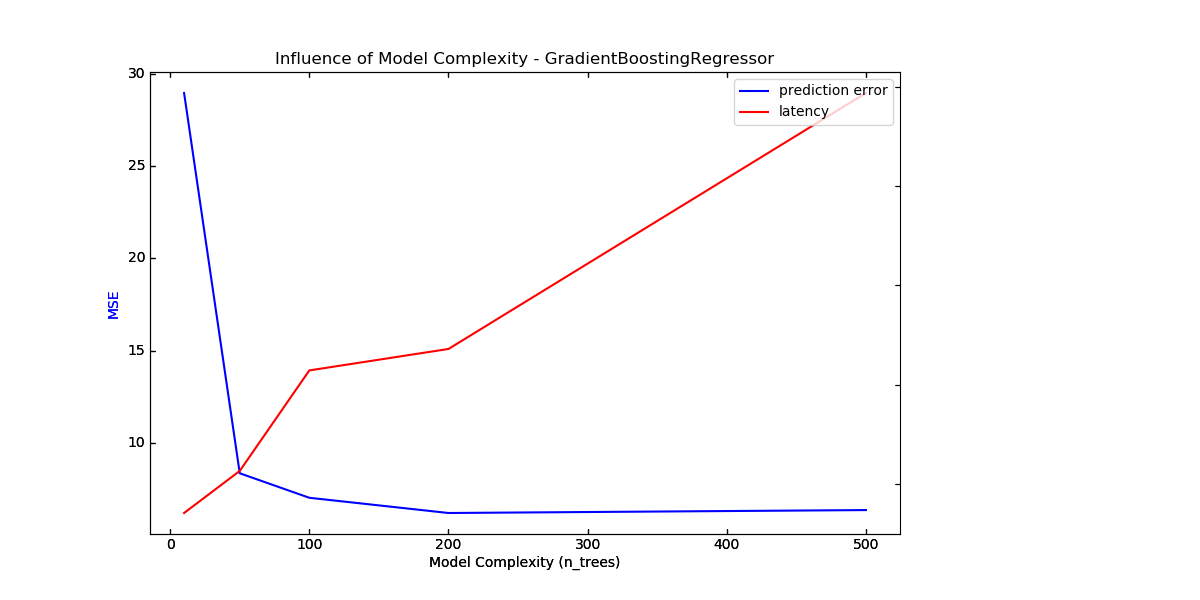 Influence of Model Complexity - GradientBoostingRegressor
prediction error
latency
30
25
20
15
10
MSE
0 100 200 300 400 500
Model Complexity (n_trees)